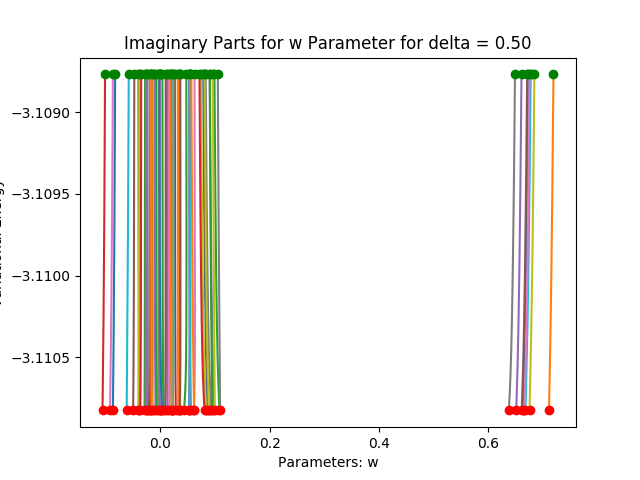 Imaginary Parts for w Parameter for delta = 0.50
−3.1090
−3.1095
−3.1100
−3.1105
0.0 0.2 0.4 0.6
Parameters: w